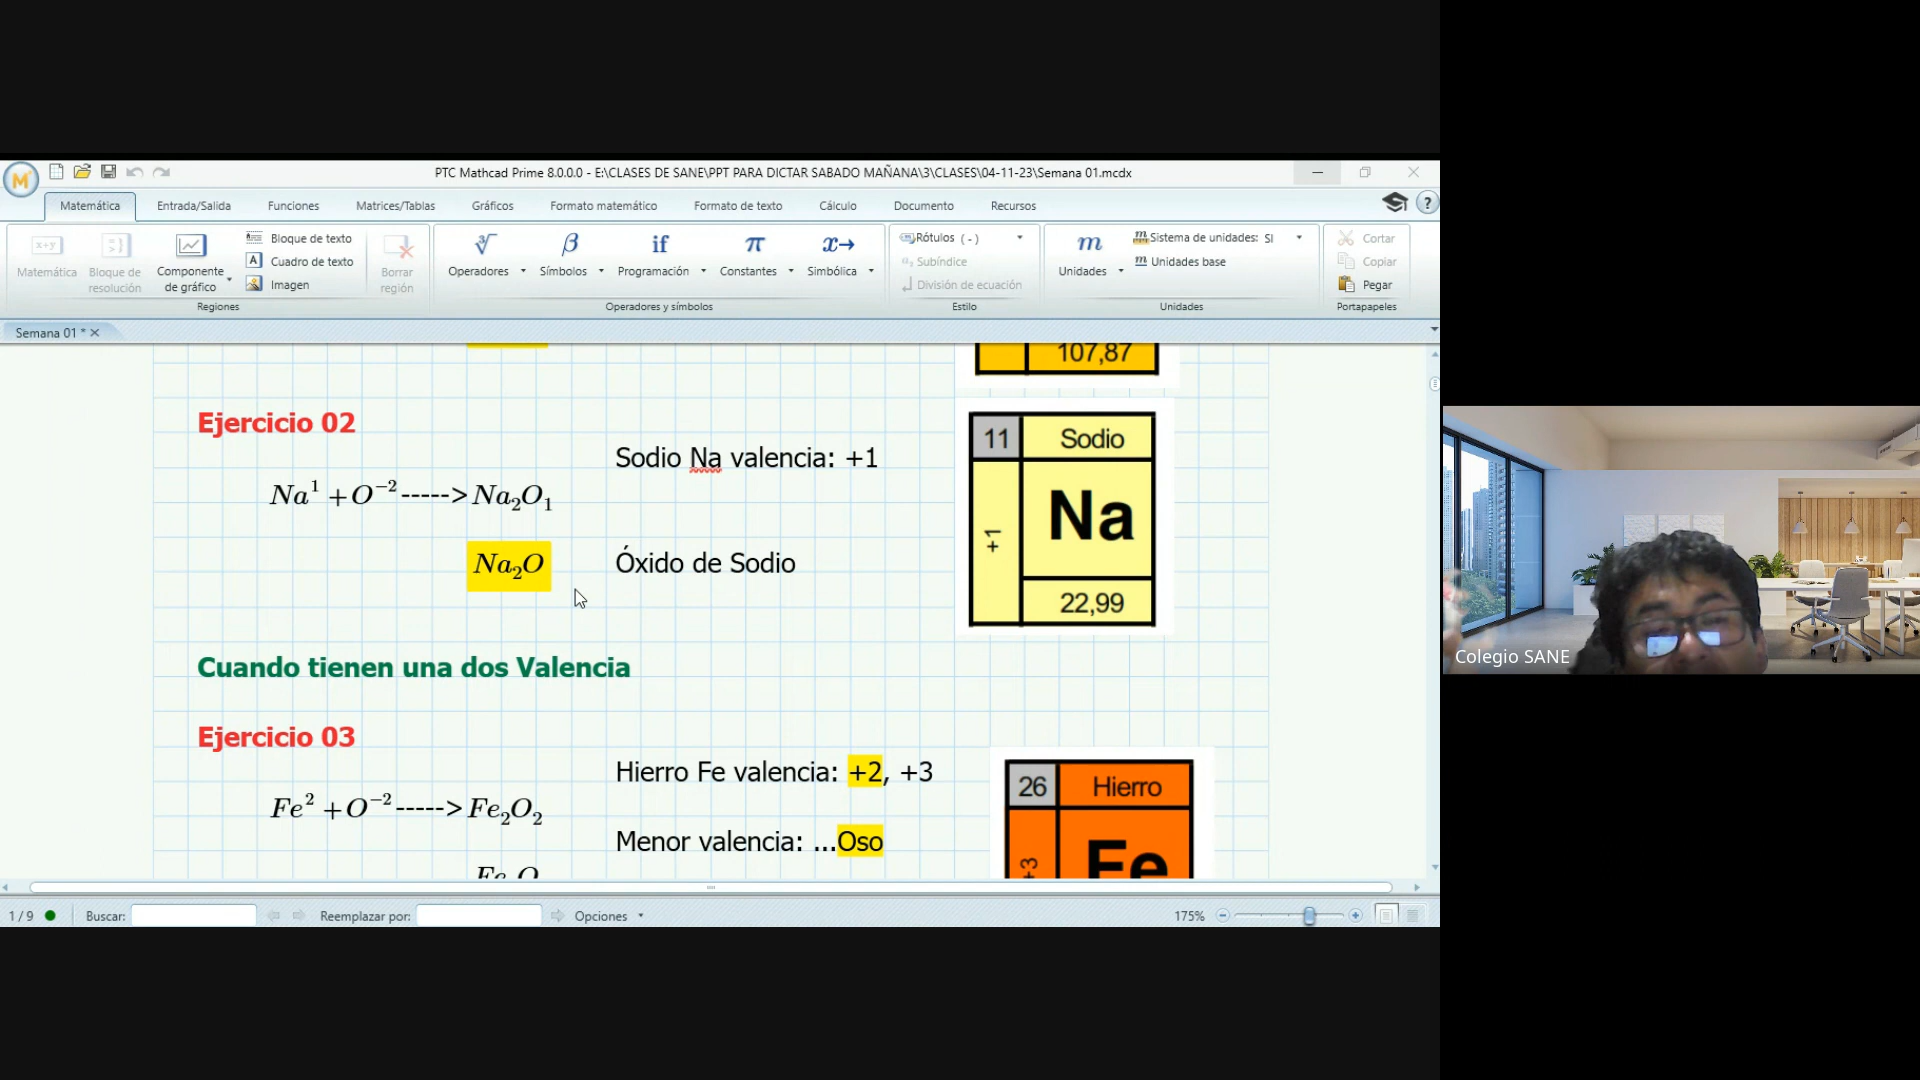 PTC Mathcad Prime 8.0.0.0 - E:\CLASES DE SANE\PPT PARA DICTAR SABADO MAÑANA\3\CLASES\04-11-23\Semana 01.mcdx
Matemática Entrada/Salida Funciones Matrices/Tablas Gráficos Formato matemático Formato de texto Cálculo Documento Recursos
Matemática
Bloque de resolución
Componente de gráfico
Bloque de texto
Cuadro de texto
Imagen
Borrar región
Regiones
Operadores
Símbolos
Programación
Constantes
Simbólica
Operadores y símbolos
Rótulos ( - )
Subíndice
División de ecuación
Estilo
Unidades
Sistema de unidades: SI
Unidades base
Unidades
Cortar
Copiar
Pegar
Portapapeles
Semana 01 *
107,87
Ejercicio 02
Sodio Na valencia: +1
Na¹ + O⁻² -----> Na₂O₁
Na₂O
Óxido de Sodio
11 Sodio
+1
Na
22,99
Cuando tienen una dos Valencia
Ejercicio 03
Hierro Fe valencia: +2, +3
Fe² + O⁻² -----> Fe₂O₂
Menor valencia: ...Oso
26 Hierro
+3
Fe
1 / 9
Buscar:
Reemplazar por:
Opciones
175%
Colegio SANE